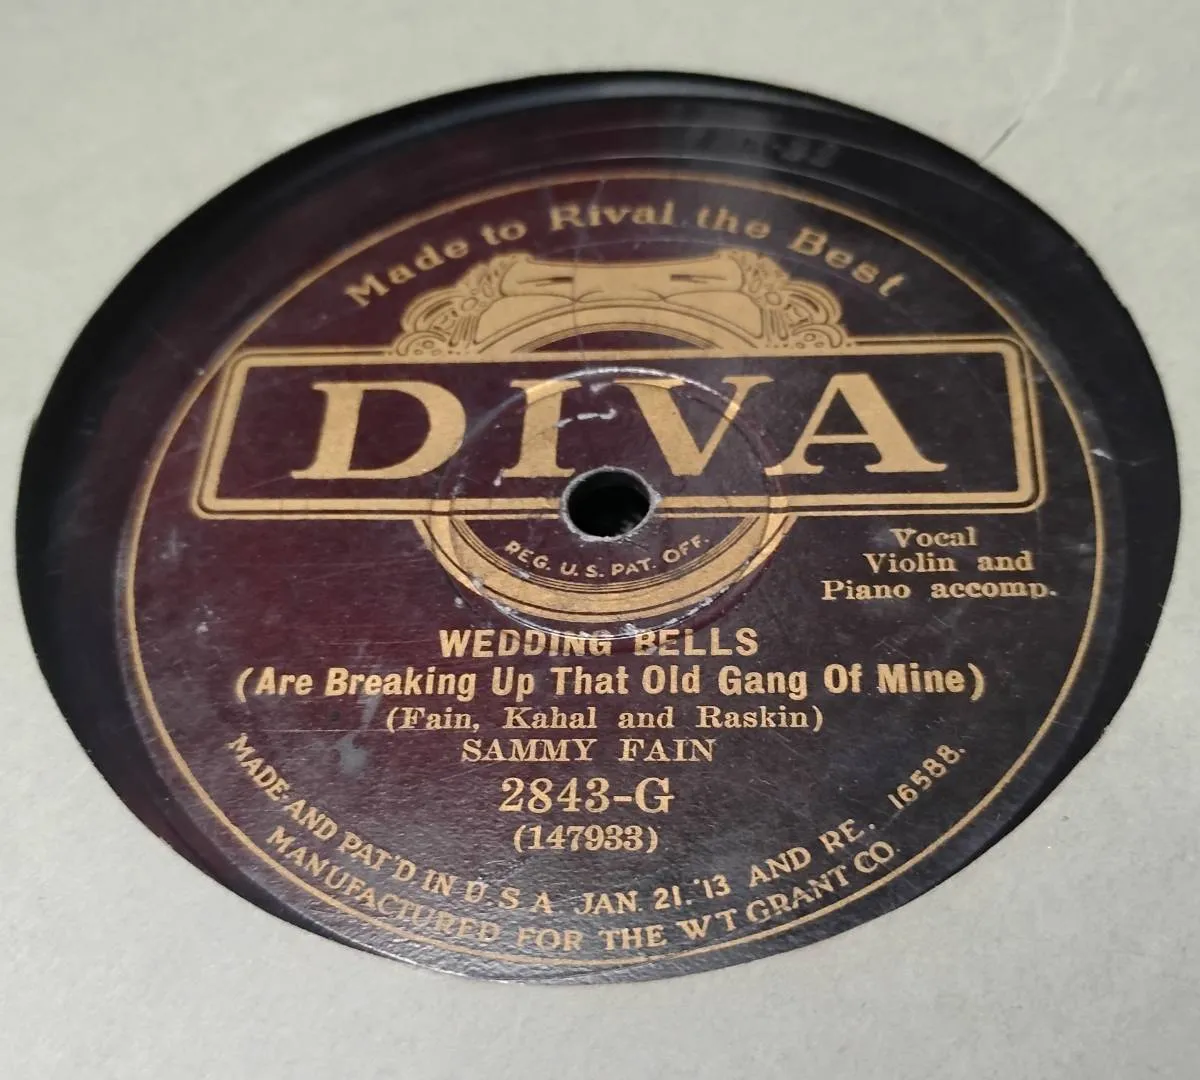 Made to Rival the Best
DIVA
REG. U.S. PAT. OFF.
Vocal
Violin and
Piano accomp.
WEDDING BELLS
(Are Breaking Up That Old Gang Of Mine)
(Fain, Kahal and Raskin)
SAMMY FAIN
2843-G
(147933)
MADE AND PAT'D IN U.S.A. JAN. 21. '13 AND RE. 16588.
MANUFACTURED FOR THE W T GRANT CO.